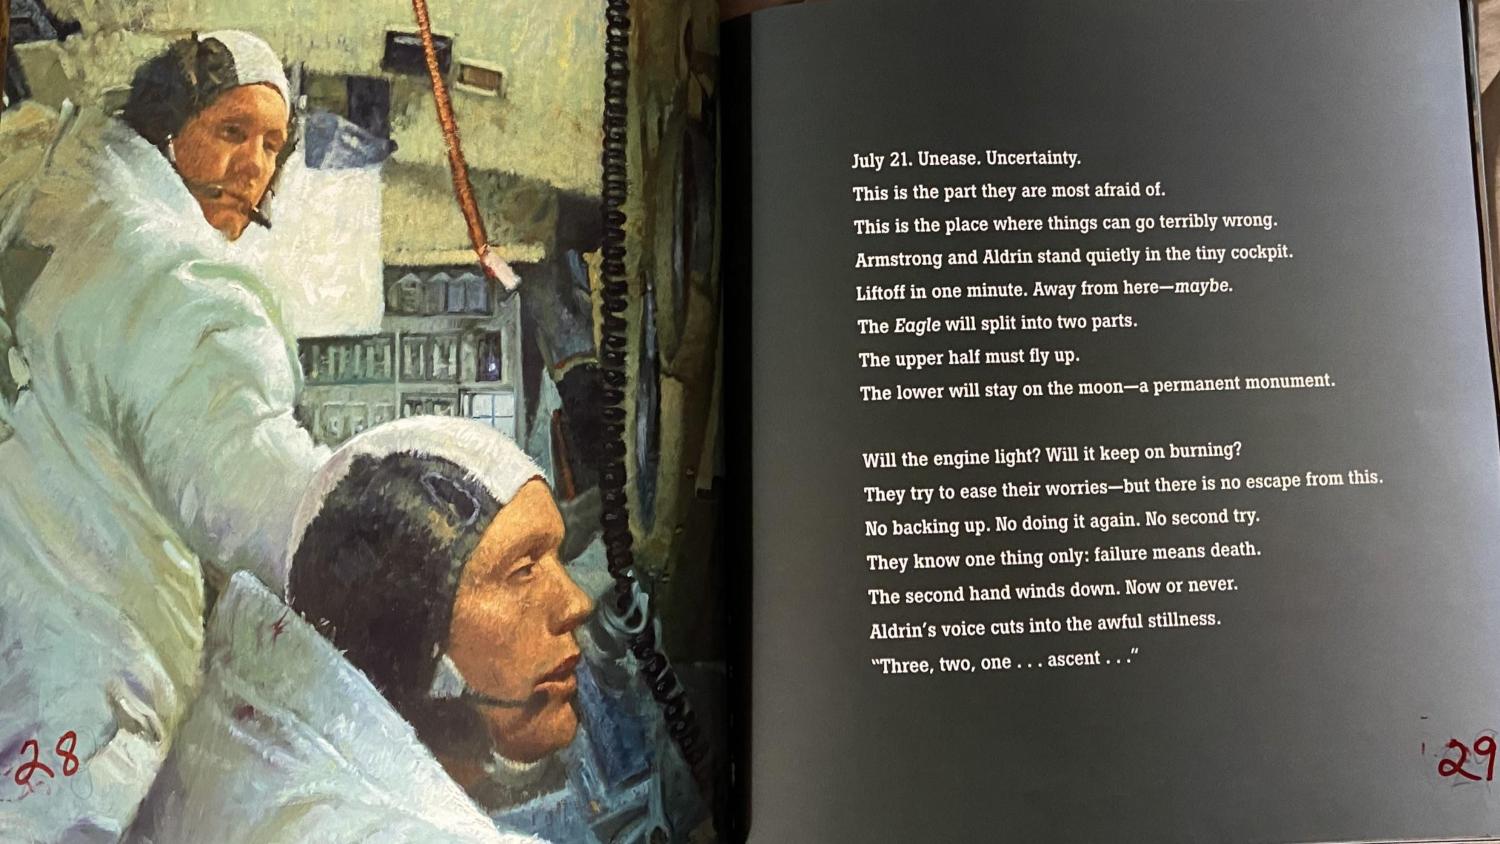 July 21. Unease. Uncertainty.
This is the part they are most afraid of.
This is the place where things can go terribly wrong.
Armstrong and Aldrin stand quietly in the tiny cockpit.
Liftoff in one minute. Away from here—maybe.
The Eagle will split into two parts.
The upper half must fly up.
The lower will stay on the moon—a permanent monument.
Will the engine light? Will it keep on burning?
They try to ease their worries—but there is no escape from this.
No backing up. No doing it again. No second try.
They know one thing only: failure means death.
The second hand winds down. Now or never.
Aldrin's voice cuts into the awful stillness.
“Three, two, one . . . ascent . . .”
28
29